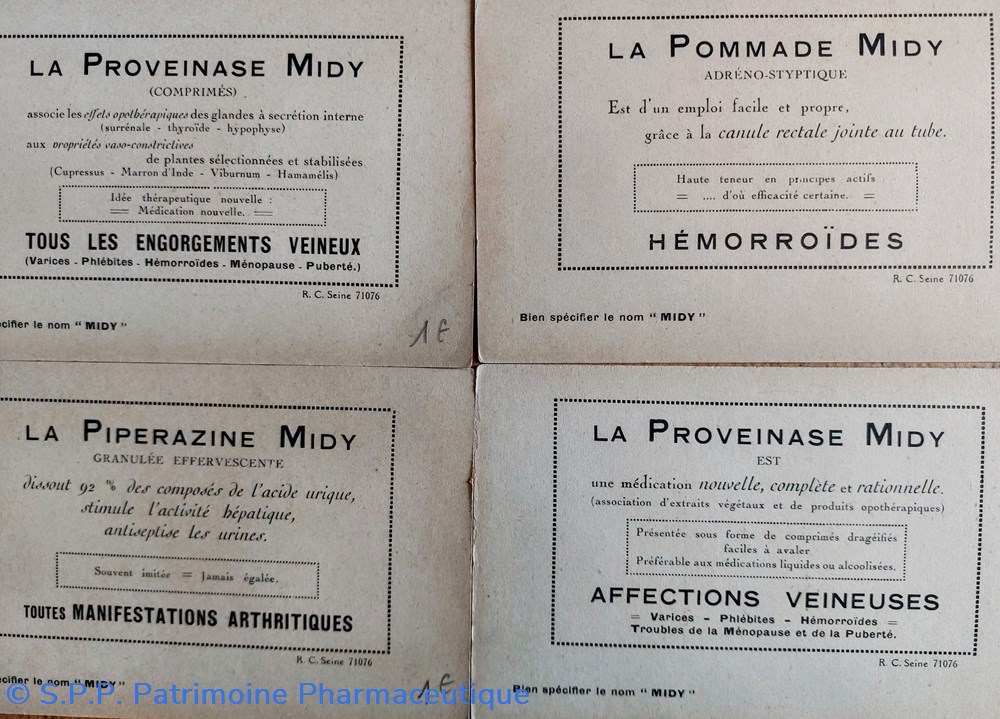 LA PROVEINASE MIDY
(COMPRIMÉS)
associe les effets opothérapiques des glandes à secrétion interne
(surrénale - thyroïde - hypophyse)
aux propriétés vaso-constrictives
de plantes sélectionnées et stabilisées
(Cupressus - Marron d'Inde - Viburnum - Hamamélis)
Idée thérapeutique nouvelle :
= Médication nouvelle. =
TOUS LES ENGORGEMENTS VEINEUX
(Varices - Phlébites - Hémorroïdes - Ménopause - Puberté.)
R. C. Seine 71076
cifier le nom " MIDY "
1 €
LA POMMADE MIDY
ADRÉNO-STYPTIQUE
Est d'un emploi facile et propre,
grâce à la canule rectale jointe au tube.
Haute teneur en principes actifs
= .... d'où efficacité certaine. =
HÉMORROÏDES
R. C. Seine 71076
Bien spécifier le nom " MIDY "
LA PIPERAZINE MIDY
GRANULÉE EFFERVESCENTE
dissout 92 % des composés de l'acide urique,
stimule l'activité hépatique,
antiseptise les urines.
Souvent imitée = Jamais égalée.
TOUTES MANIFESTATIONS ARTHRITIQUES
R. C. Seine 71076
cifier le nom " MIDY "
1 €
LA PROVEINASE MIDY
EST
une médication nouvelle, complète et rationnelle.
(association d'extraits végétaux et de produits opothérapiques)
Présentée sous forme de comprimés dragéifiés
faciles à avaler
Préférable aux médications liquides ou alcoolisées.
AFFECTIONS VEINEUSES
= Varices - Phlébites - Hémorroïdes =
Troubles de la Ménopause et de la Puberté.
R. C. Seine 71076
Bien spécifier le nom " MIDY "
© S.P.P. Patrimoine Pharmaceutique